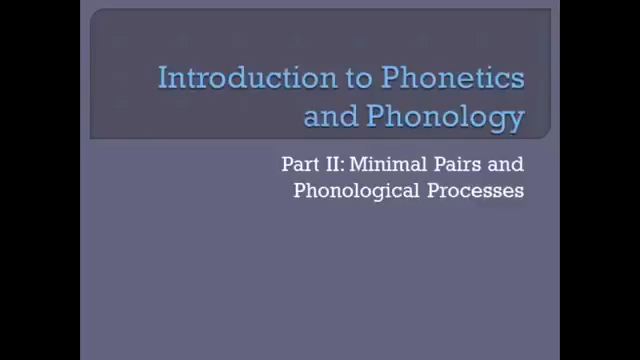 Introduction to Phonetics
and Phonology
Part II: Minimal Pairs and
Phonological Processes